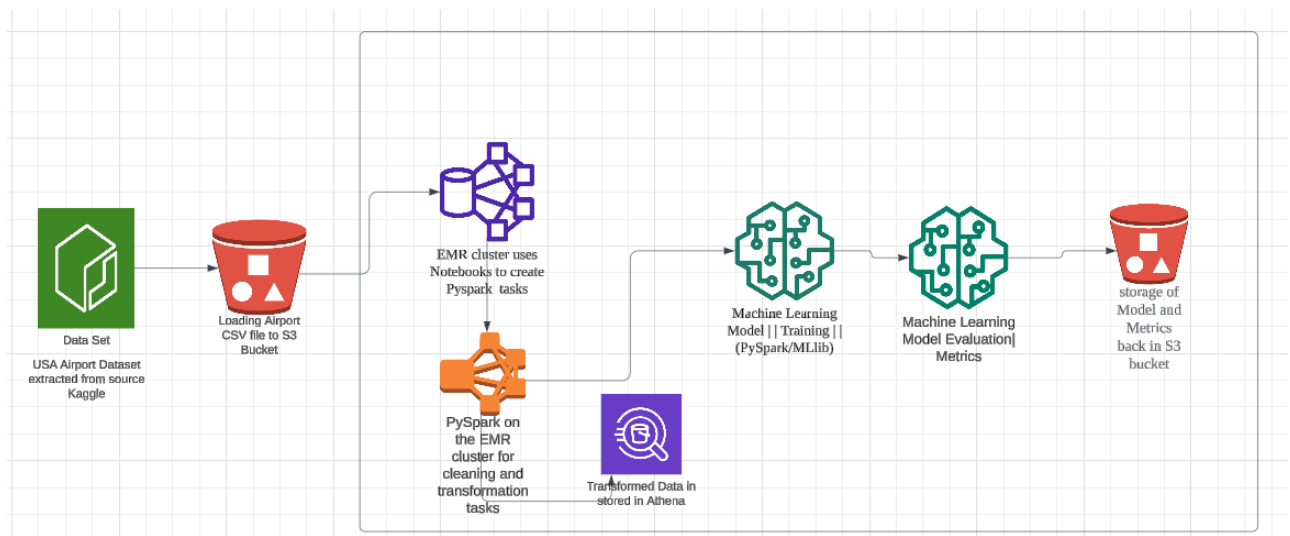 Data Set
USA Airport Dataset
extracted from source
Kaggle
Loading Airport
CSV file to S3
Bucket
EMR cluster uses
Notebooks to create
Pyspark tasks
PySpark on
the EMR
cluster for
cleaning and
transformation
tasks
Transformed Data in
stored in Athena
Machine Learning
Model | | Training | |
(PySpark/MLlib)
Machine Learning
Model Evaluation|
Metrics
storage of
Model and
Metrics
back in S3
bucket